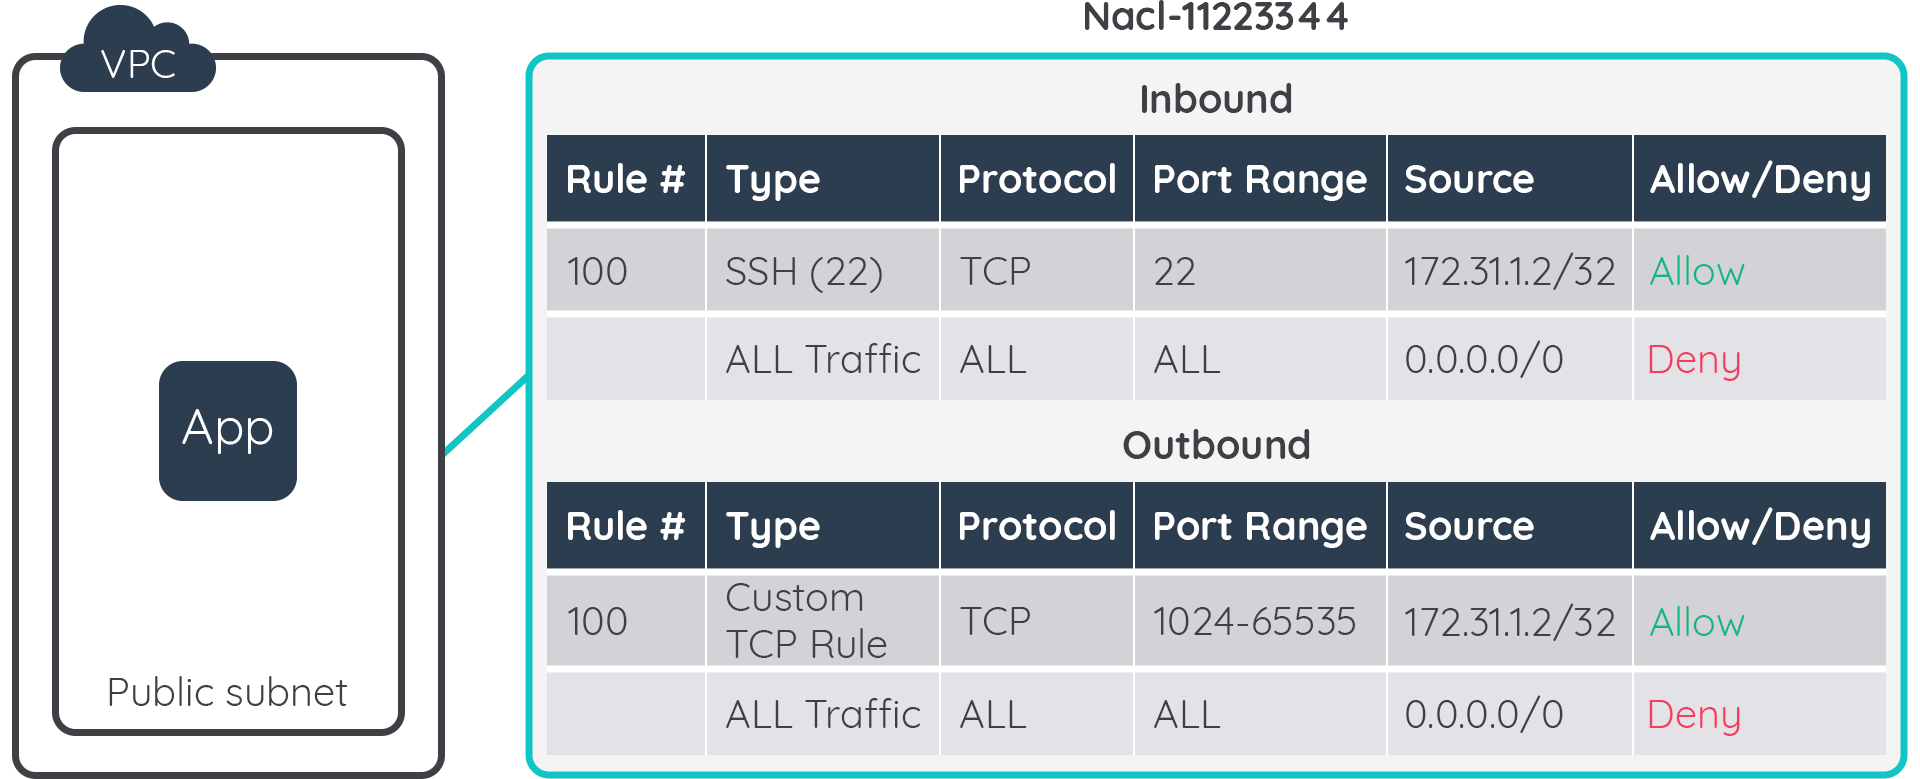 VPC
App
Public subnet
Nacl-11223344
Inbound
Rule # Type Protocol Port Range Source Allow/Deny
100 SSH (22) TCP 22 172.31.1.2/32 Allow
ALL Traffic ALL ALL 0.0.0.0/0 Deny
Outbound
Rule # Type Protocol Port Range Source Allow/Deny
100 Custom TCP Rule TCP 1024-65535 172.31.1.2/32 Allow
ALL Traffic ALL ALL 0.0.0.0/0 Deny